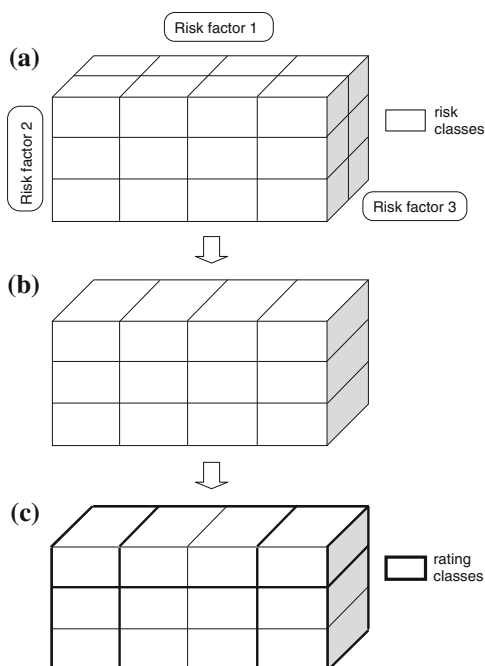 Risk factor 1
(a)
Risk factor 2
risk
classes
Risk factor 3
(b)
(c)
rating
classes